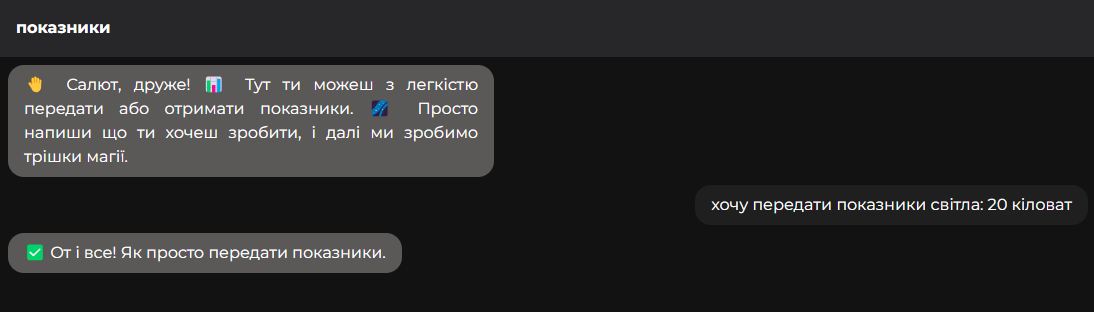 показники
👋 Салют, друже! 📊 Тут ти можеш з легкістю
передати або отримати показники. 🌌 Просто
напиши що ти хочеш зробити, і далі ми зробимо
трішки магії.
хочу передати показники світла: 20 кіловат
✅ От і все! Як просто передати показники.